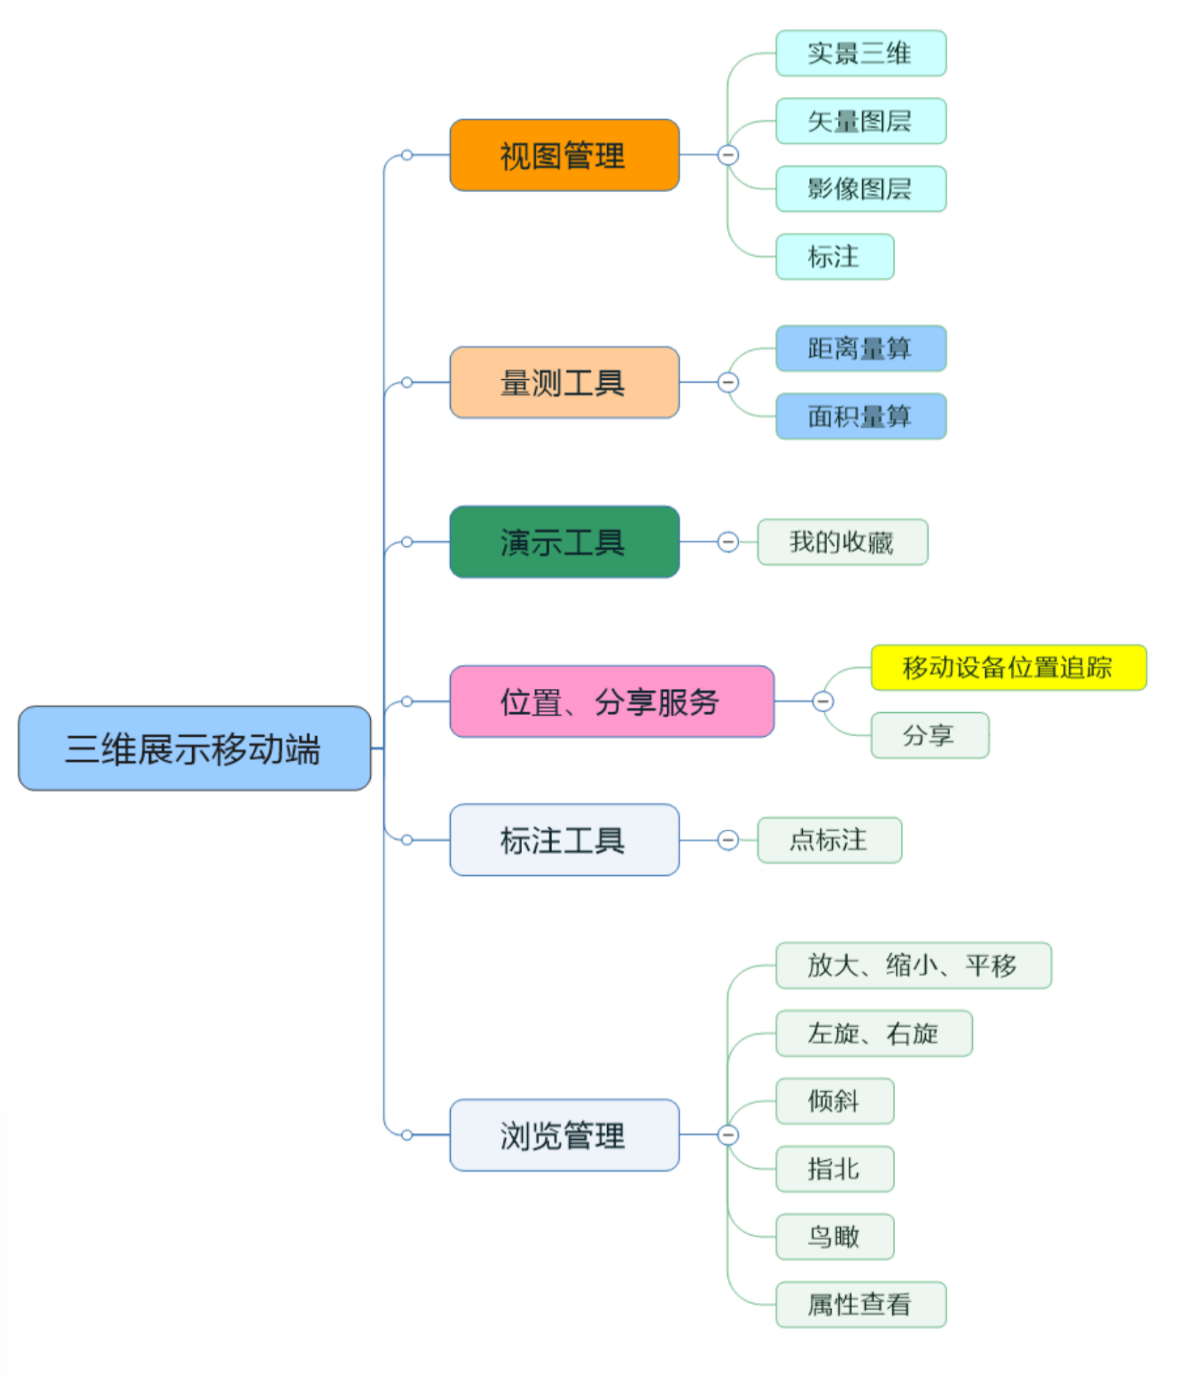 三维展示移动端
视图管理
实景三维
矢量图层
影像图层
标注
量测工具
距离量算
面积量算
演示工具
我的收藏
位置、分享服务
移动设备位置追踪
分享
标注工具
点标注
浏览管理
放大、缩小、平移
左旋、右旋
倾斜
指北
鸟瞰
属性查看